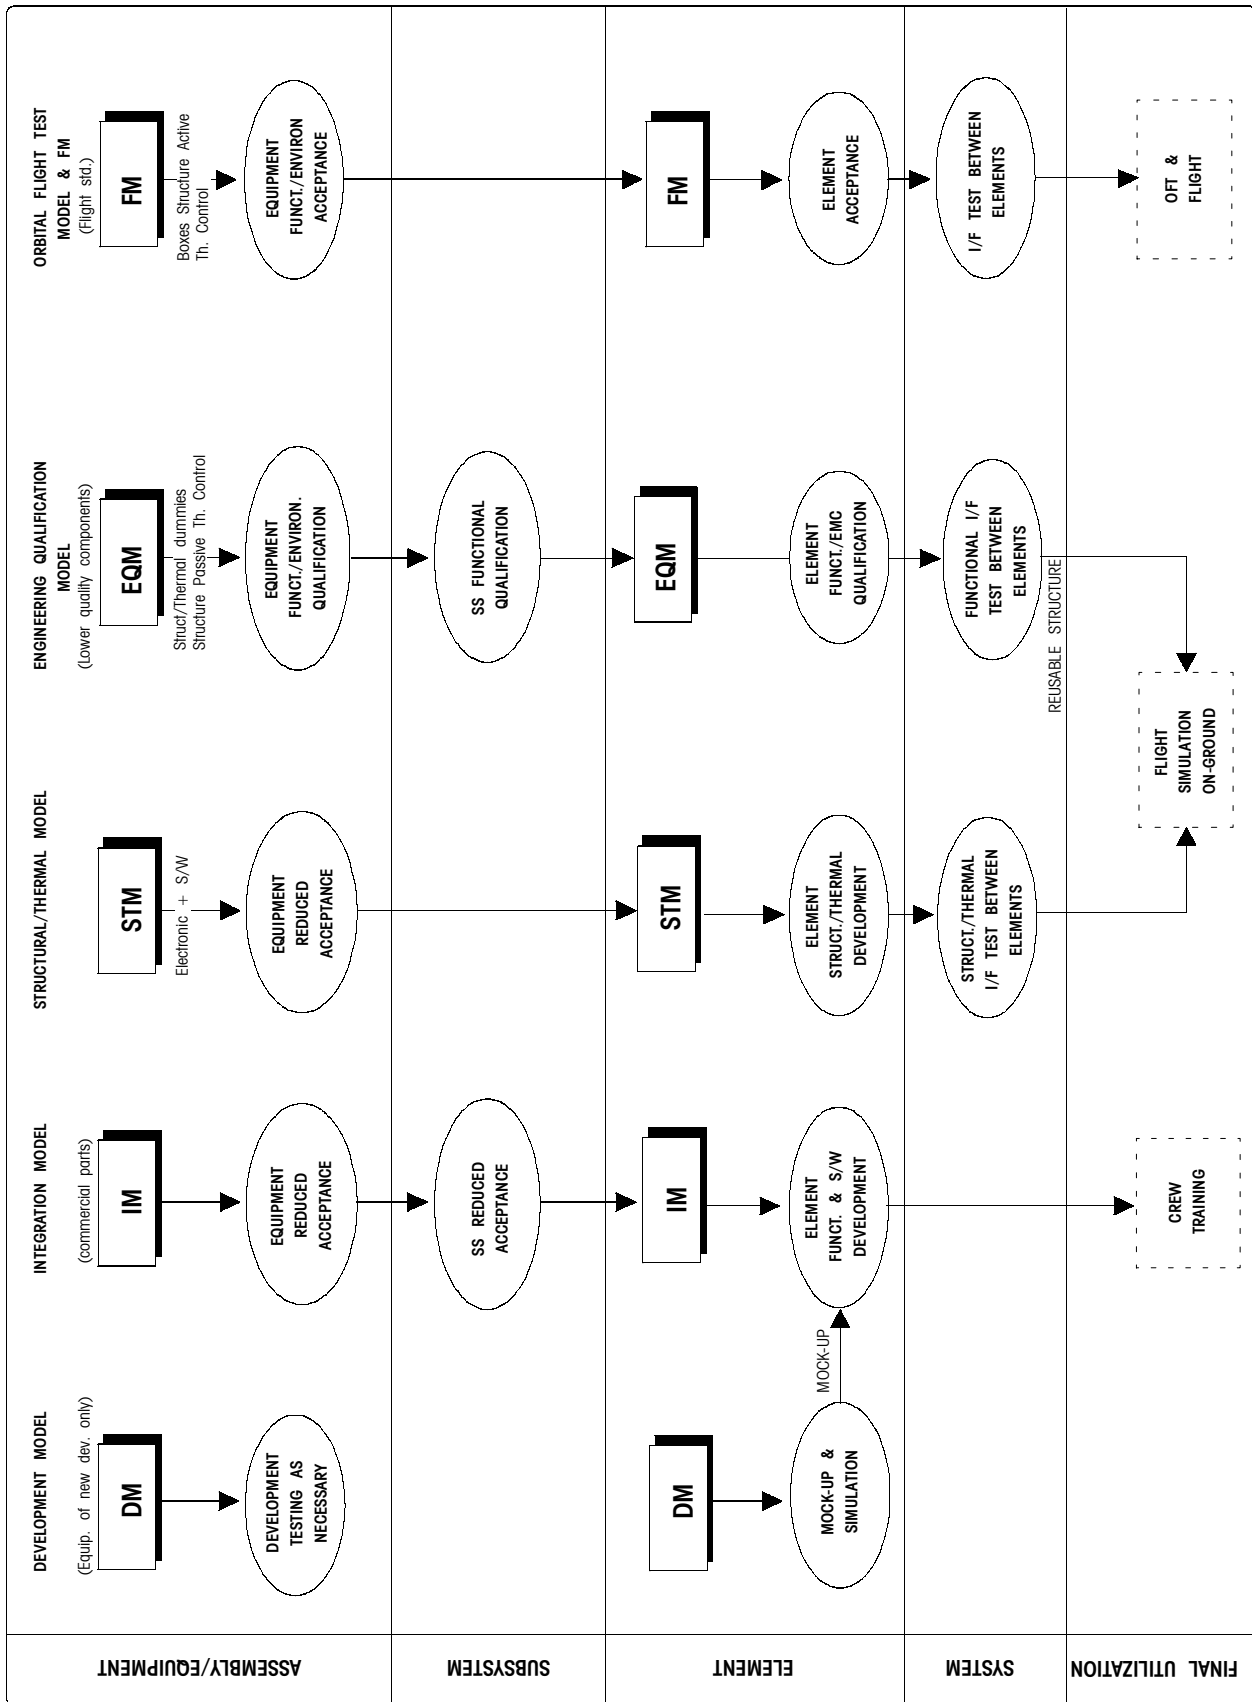 DEVELOPMENT MODEL
(Equip. of new dev. only)
INTEGRATION MODEL
(commercial parts)
STRUCTURAL/THERMAL MODEL
ENGINEERING QUALIFICATION
MODEL
(Lower quality components)
ORBITAL FLIGHT TEST
MODEL & FM
(Flight std.)
ASSEMBLY/EQUIPMENT
DM
IM
STM
EQM
FM
Electronic + S/W
Struct/Thermal dummies
Structure Passive Th. Control
Boxes Structure Active
Th. Control
DEVELOPMENT
TESTING AS
NECESSARY
EQUIPMENT
REDUCED
ACCEPTANCE
EQUIPMENT
REDUCED
ACCEPTANCE
EQUIPMENT
FUNCT./ENVIRON.
QUALIFICATION
EQUIPMENT
FUNCT./ENVIRON
ACCEPTANCE
SUBSYSTEM
SS REDUCED
ACCEPTANCE
SS FUNCTIONAL
QUALIFICATION
ELEMENT
DM
IM
STM
EQM
FM
MOCK-UP &
SIMULATION
MOCK-UP
ELEMENT
FUNCT. & S/W
DEVELOPMENT
ELEMENT
STRUCT./THERMAL
DEVELOPMENT
ELEMENT
FUNCT./EMC
QUALIFICATION
ELEMENT
ACCEPTANCE
SYSTEM
STRUCT./THERMAL
I/F TEST BETWEEN
ELEMENTS
FUNCTIONAL I/F
TEST BETWEEN
ELEMENTS
I/F TEST BETWEEN
ELEMENTS
REUSABLE STRUCTURE
FINAL UTILIZATION
CREW
TRAINING
FLIGHT
SIMULATION
ON-GROUND
OFT &
FLIGHT